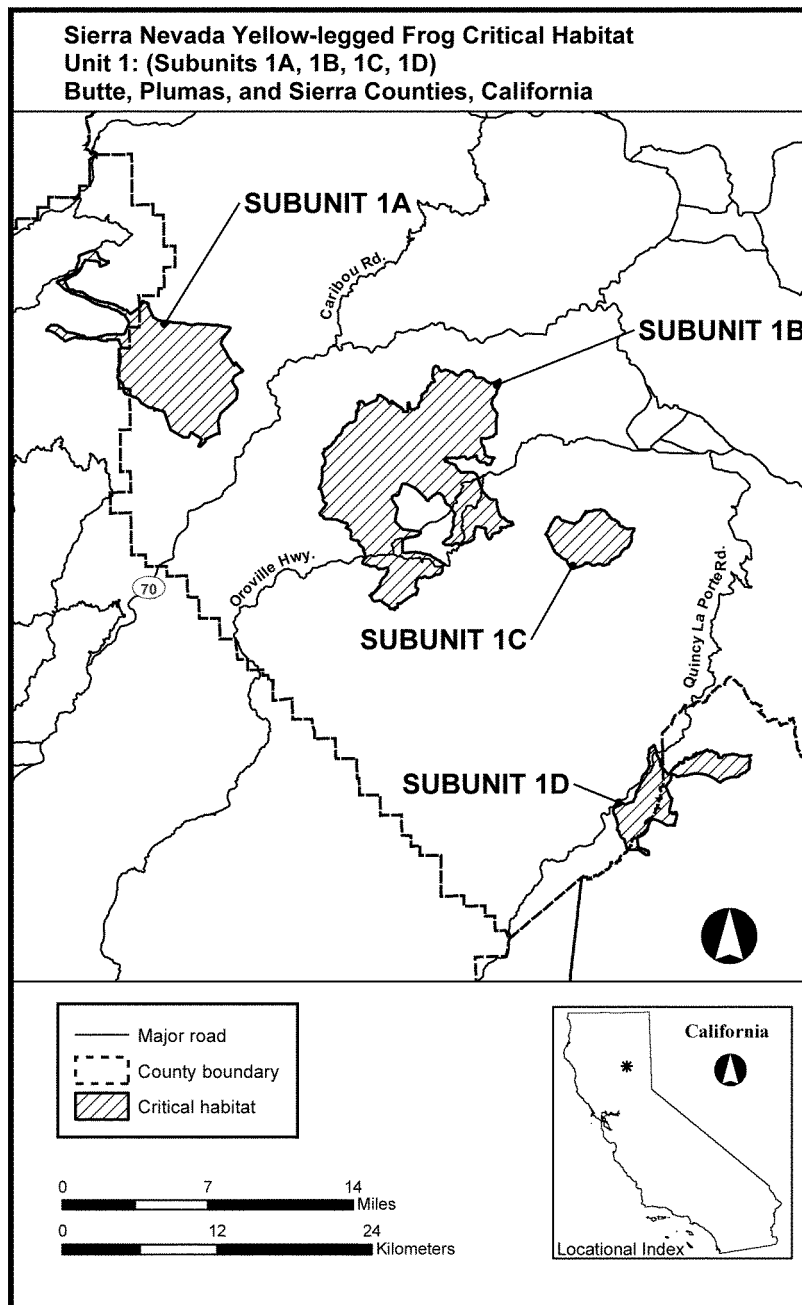 Sierra Nevada Yellow-legged Frog Critical Habitat
Unit 1: (Subunits 1A, 1B, 1C, 1D)
Butte, Plumas, and Sierra Counties, California
SUBUNIT 1A
Caribou Rd.
SUBUNIT 1B
Oroville Hwy.
70
SUBUNIT 1C
Quincy La Porte Rd.
SUBUNIT 1D
Major road
County boundary
Critical habitat
0 7 14
Miles
0 12 24
Kilometers
California
Locational Index